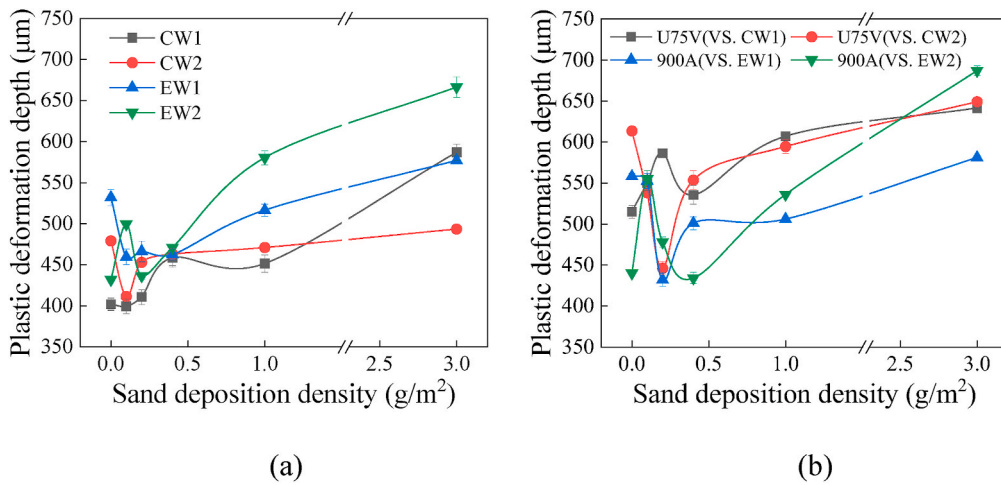 Plastic deformation depth (μm)
750
700
650
600
550
500
450
400
350
CW1
CW2
EW1
EW2
0.0
0.5
1.0
2.5
3.0
Sand deposition density (g/m²)
(a)
Plastic deformation depth (μm)
750
700
650
600
550
500
450
400
350
U75V(VS. CW1) U75V(VS. CW2)
900A(VS. EW1) 900A(VS. EW2)
0.0
0.5
1.0
2.5
3.0
Sand deposition density (g/m²)
(b)